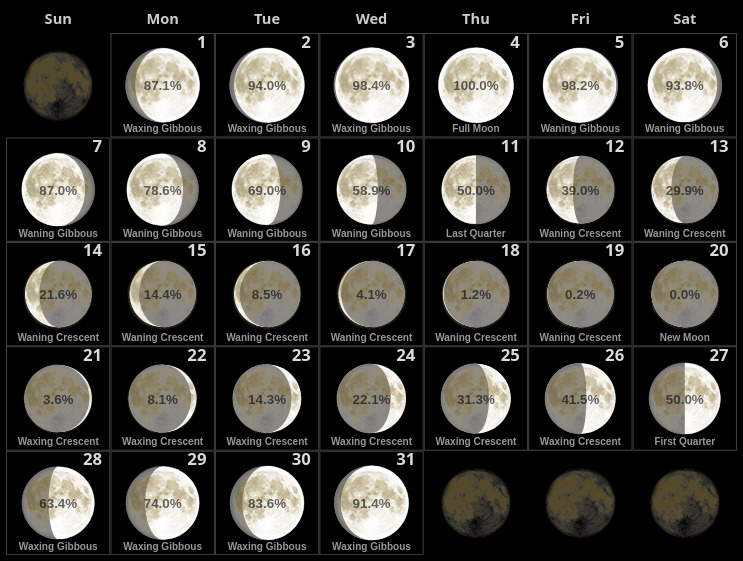 Sun Mon Tue Wed Thu Fri Sat
1 2 3 4 5 6
87.1% 94.0% 98.4% 100.0% 98.2% 93.8%
Waxing Gibbous Waxing Gibbous Waxing Gibbous Full Moon Waning Gibbous Waning Gibbous
7 8 9 10 11 12 13
87.0% 78.6% 69.0% 58.9% 50.0% 39.0% 29.9%
Waning Gibbous Waning Gibbous Waning Gibbous Waning Gibbous Last Quarter Waning Crescent Waning Crescent
14 15 16 17 18 19 20
21.6% 14.4% 8.5% 4.1% 1.2% 0.2% 0.0%
Waning Crescent Waning Crescent Waning Crescent Waning Crescent Waning Crescent Waning Crescent New Moon
21 22 23 24 25 26 27
3.6% 8.1% 14.3% 22.1% 31.3% 41.5% 50.0%
Waxing Crescent Waxing Crescent Waxing Crescent Waxing Crescent Waxing Crescent Waxing Crescent First Quarter
28 29 30 31
63.4% 74.0% 83.6% 91.4%
Waxing Gibbous Waxing Gibbous Waxing Gibbous Waxing Gibbous